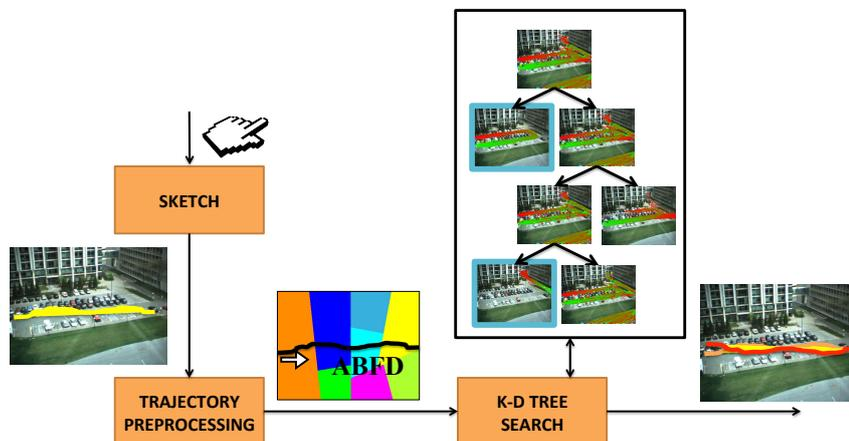 SKETCH
ABFD
TRAJECTORY
PREPROCESSING
K-D TREE
SEARCH